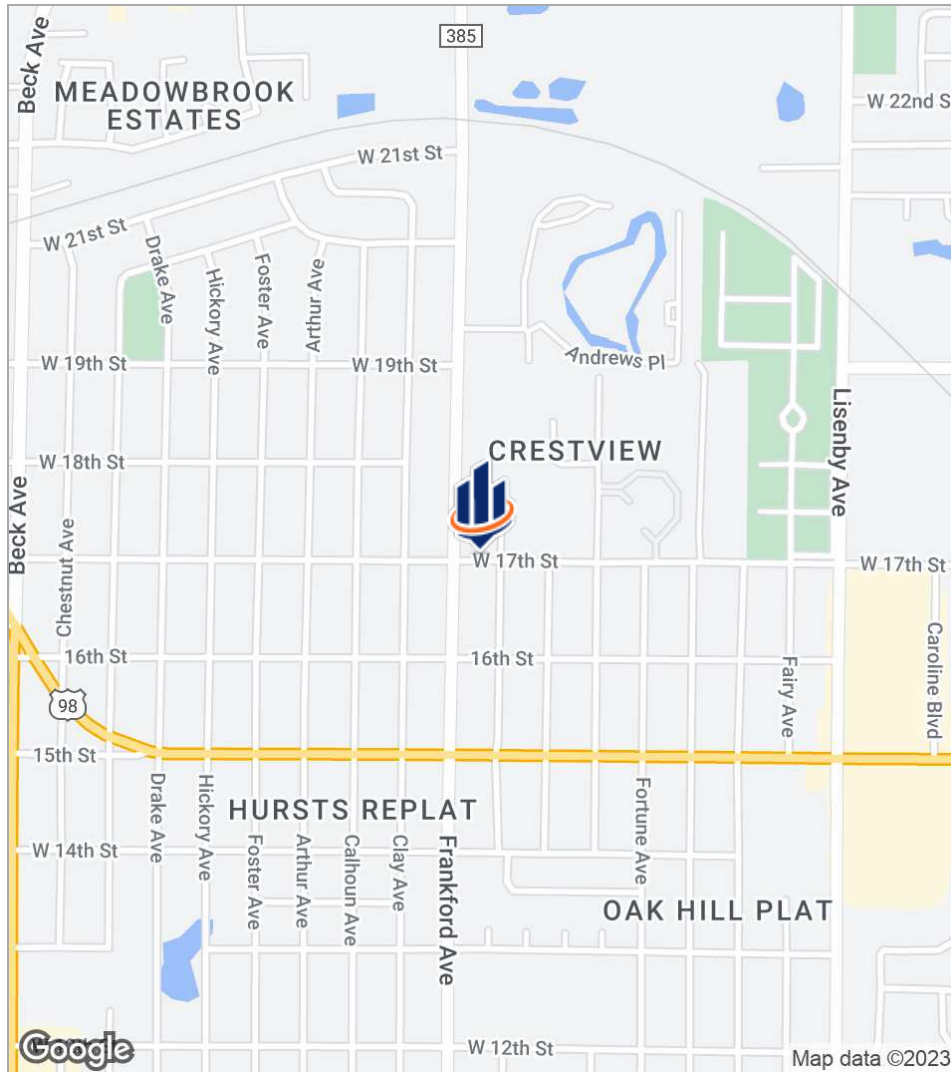 385
Beck Ave
MEADOWBROOK
ESTATES
W 22nd S
W 21st St
W 21st St
Drake Ave
Hickory Ave
Foster Ave
Arthur Ave
W 19th St
W 19th St
Andrews Pl
Lisenby Ave
CRESTVIEW
W 18th St
Beck Ave
Chestnut Ave
W 17th St
W 17th St
16th St
16th St
Fairy Ave
Caroline Blvd
98
15th St
Drake Ave
Hickory Ave
HURSTS REPLAT
Foster Ave
Arthur Ave
Calhoun Ave
Clay Ave
Frankford Ave
Fortune Ave
W 14th St
OAK HILL PLAT
W 12th St
Google
Map data ©2023